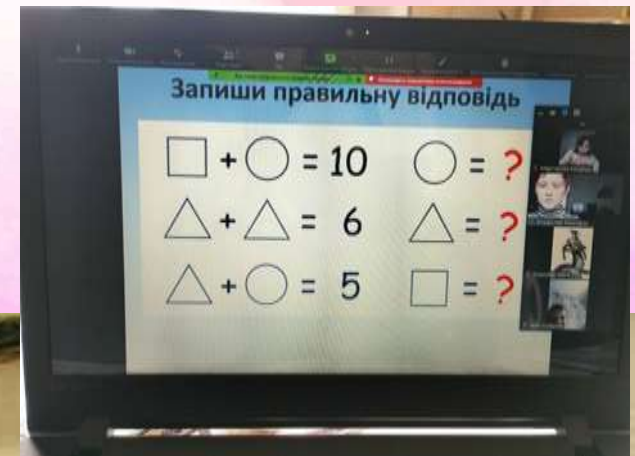 Запиши правильну відповідь
□ + ○ = 10 ○ = ?
△ + △ = 6 △ = ?
△ + ○ = 5 □ = ?